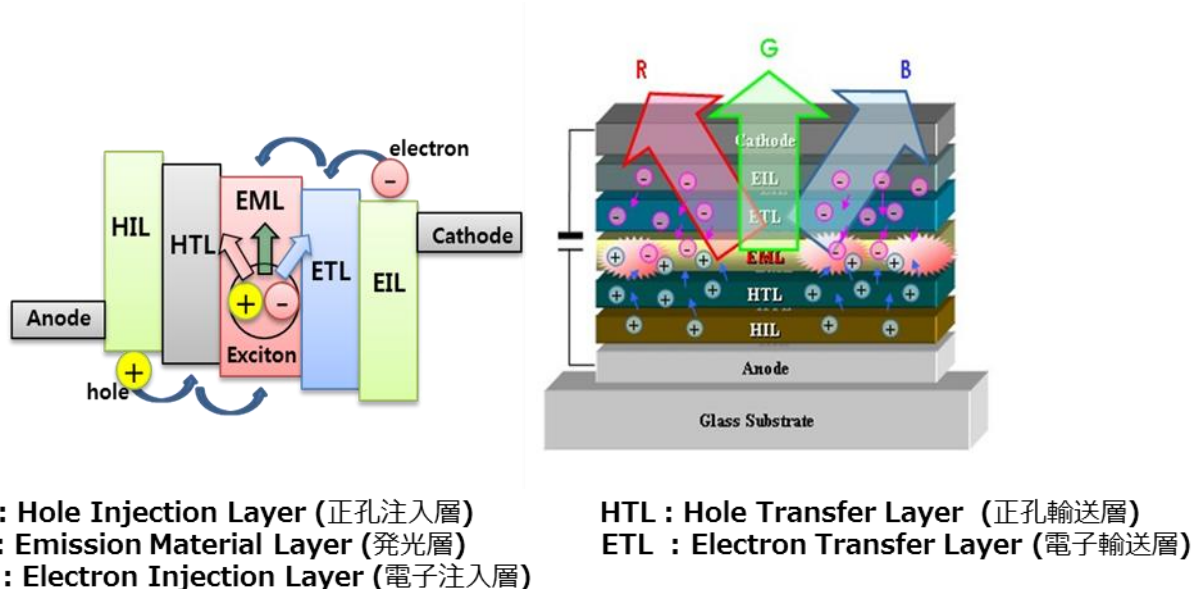 R
G
B
electron
-
HIL
HTL
EML
ETL
EIL
Cathode
Anode
+
-
Exciton
+
hole
Cathode
EIL
ETL
EML
HTL
HIL
Anode
Glass Substrate
: Hole Injection Layer (正孔注入層)
HTL : Hole Transfer Layer (正孔輸送層)
: Emission Material Layer (発光層)
ETL : Electron Transfer Layer (電子輸送層)
: Electron Injection Layer (電子注入層)